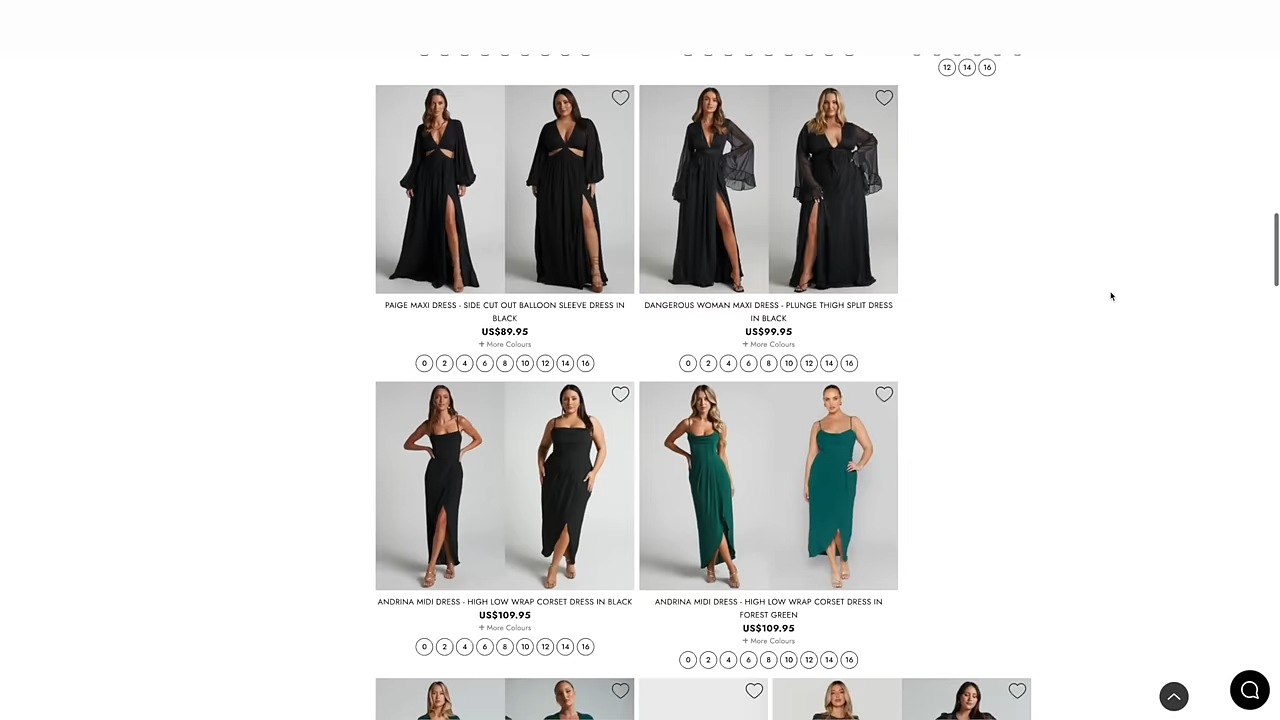 12 14 16
PAIGE MAXI DRESS - SIDE CUT OUT BALLOON SLEEVE DRESS IN
BLACK
US$89.95
+ More Colours
0 2 4 6 8 10 12 14 16
DANGEROUS WOMAN MAXI DRESS - PLUNGE THIGH SPLIT DRESS
IN BLACK
US$99.95
+ More Colours
0 2 4 6 8 10 12 14 16
ANDRINA MIDI DRESS - HIGH LOW WRAP CORSET DRESS IN BLACK
US$109.95
+ More Colours
0 2 4 6 8 10 12 14 16
ANDRINA MIDI DRESS - HIGH LOW WRAP CORSET DRESS IN
FOREST GREEN
US$109.95
+ More Colours
0 2 4 6 8 10 12 14 16